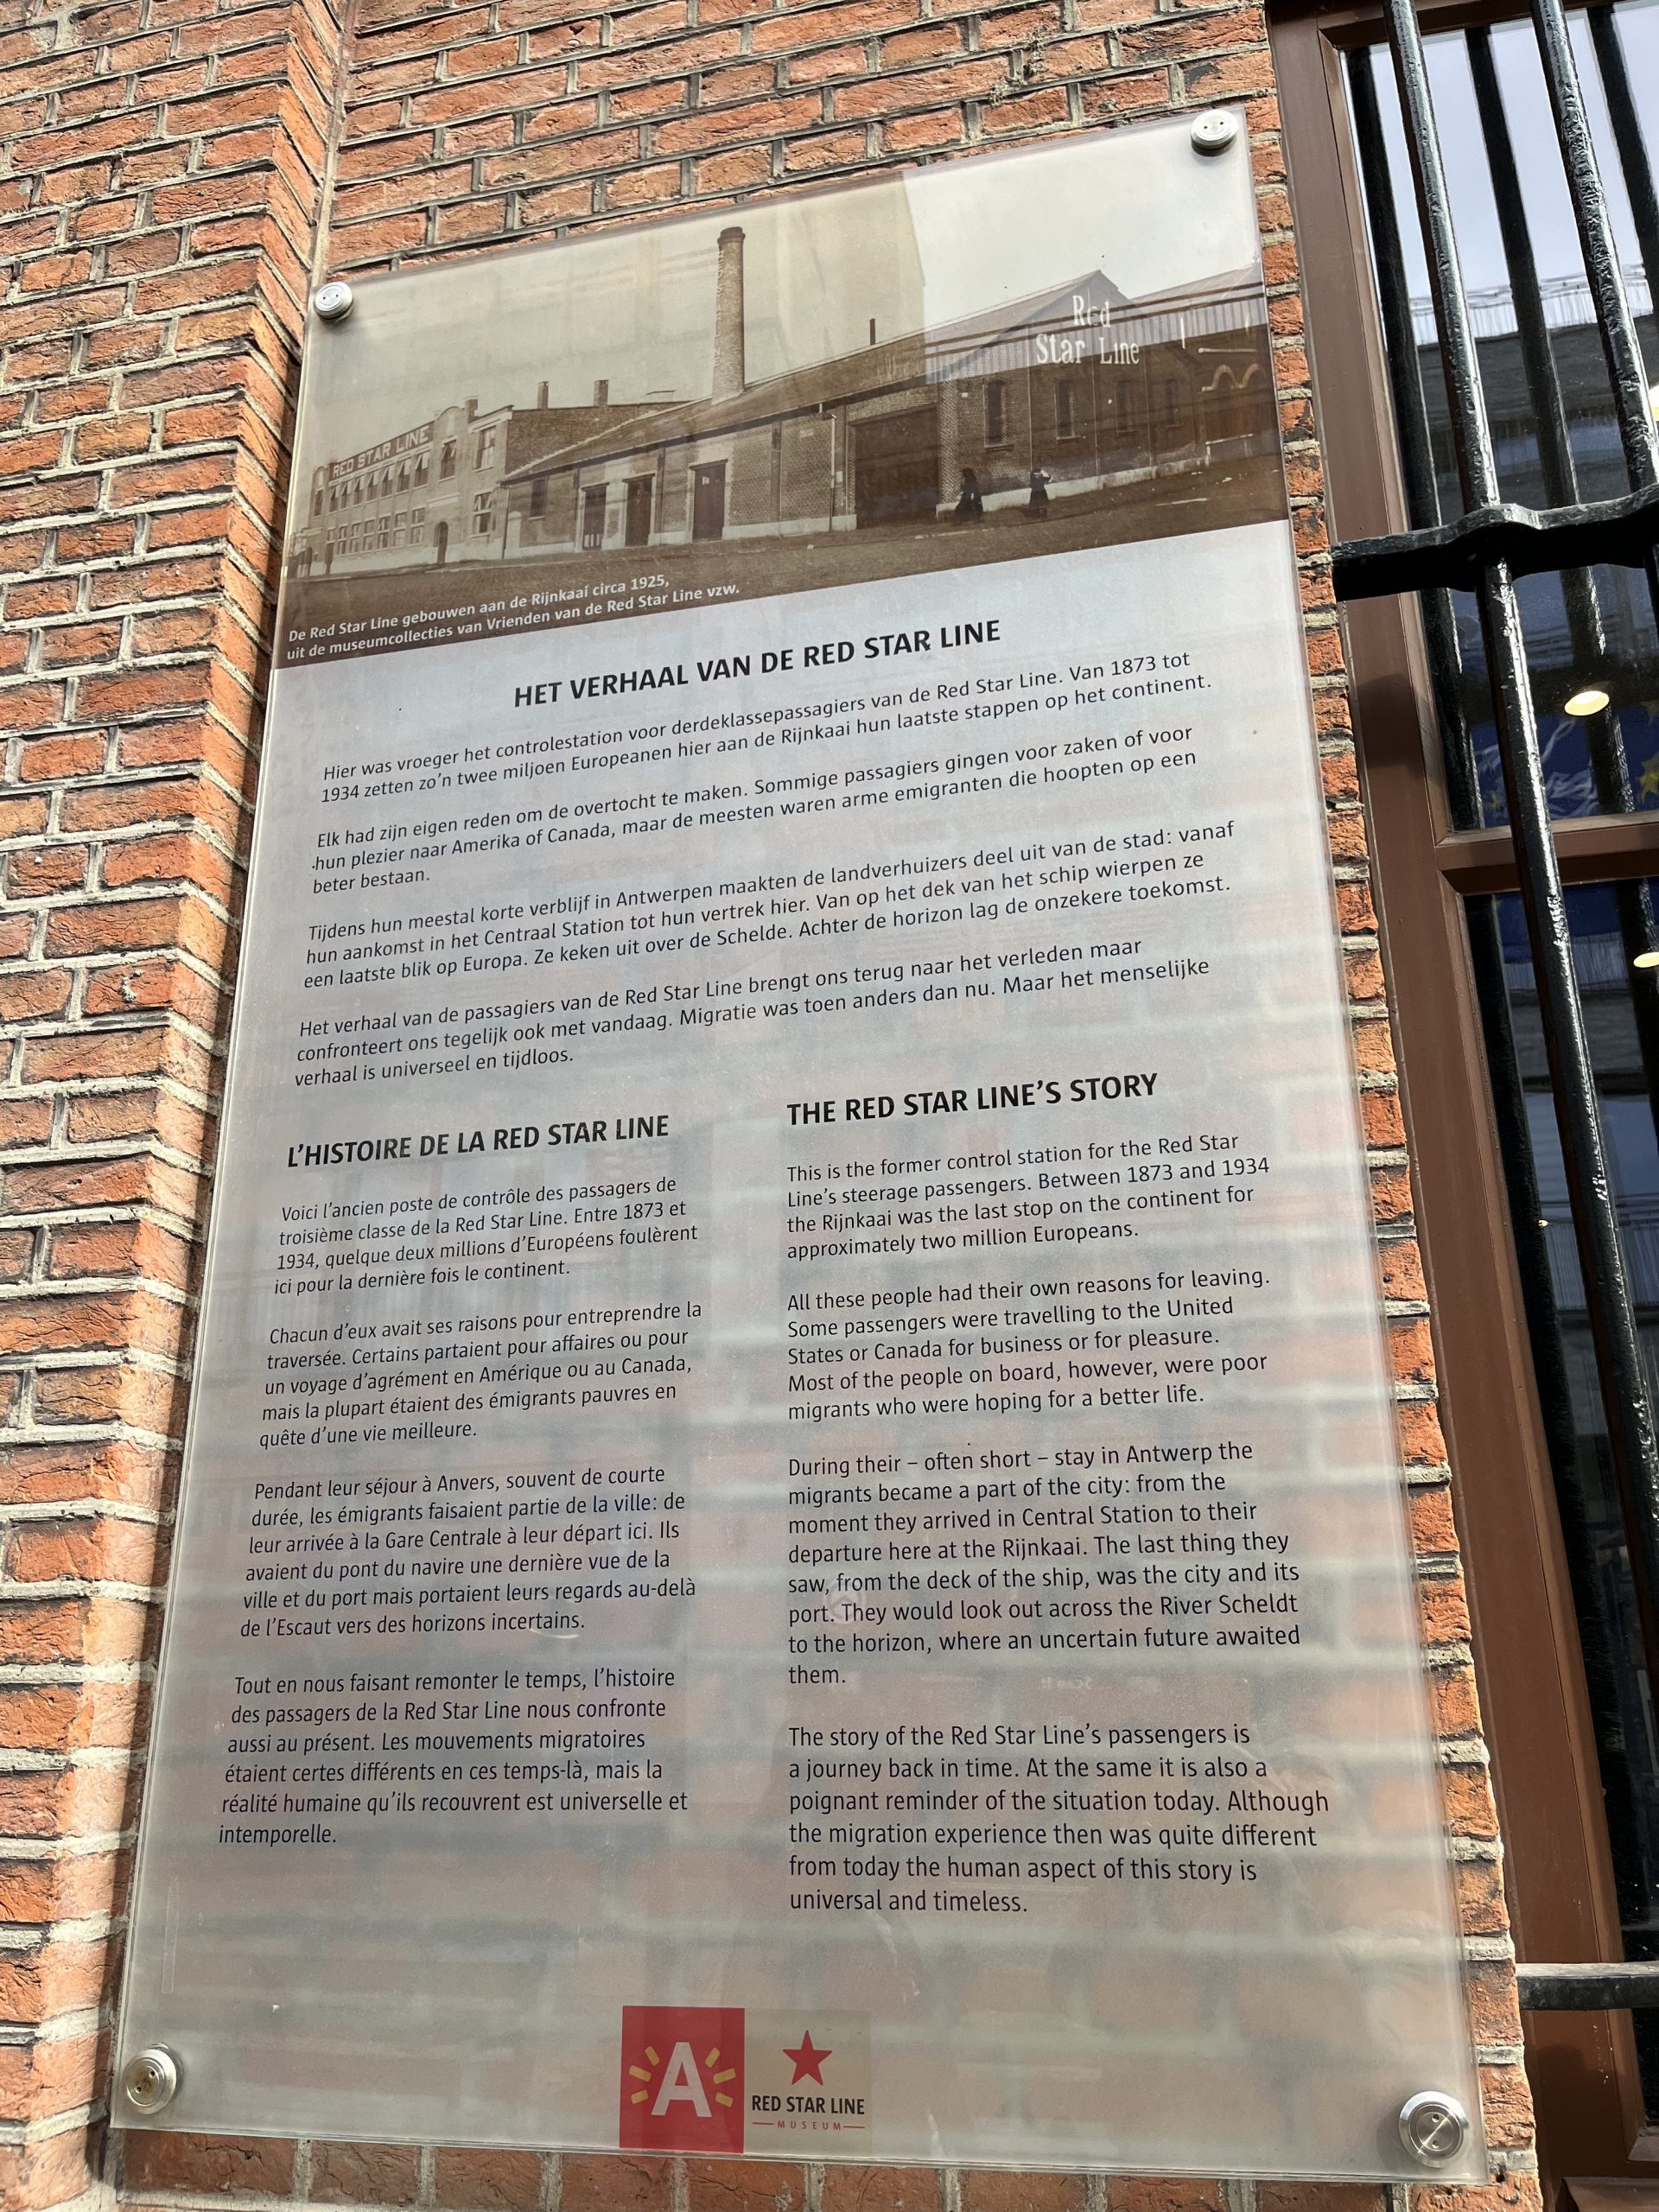 Red
Star Line
RED STAR LINE
De Red Star Line gebouwen aan de Rijnkaai circa 1925,
uit de museumcollecties van Vrienden van de Red Star Line vzw.
HET VERHAAL VAN DE RED STAR LINE
Hier was vroeger het controlestation voor derdeklassepassagiers van de Red Star Line. Van 1873 tot
1934 zetten zo'n twee miljoen Europeanen hier aan de Rijnkaai hun laatste stappen op het continent.
Elk had zijn eigen reden om de overtocht te maken. Sommige passagiers gingen voor zaken of voor
hun plezier naar Amerika of Canada, maar de meesten waren arme emigranten die hoopten op een
beter bestaan.
Tijdens hun meestal korte verblijf in Antwerpen maakten de landverhuizers deel uit van de stad: vanaf
hun aankomst in het Centraal Station tot hun vertrek hier. Van op het dek van het schip wierpen ze
een laatste blik op Europa. Ze keken uit over de Schelde. Achter de horizon lag de onzekere toekomst.
Het verhaal van de passagiers van de Red Star Line brengt ons terug naar het verleden maar
confronteert ons tegelijk ook met vandaag. Migratie was toen anders dan nu. Maar het menselijke
verhaal is universeel en tijdloos.
L'HISTOIRE DE LA RED STAR LINE
Voici l'ancien poste de contrôle des passagers de
troisième classe de la Red Star Line. Entre 1873 et
1934, quelque deux millions d'Européens foulèrent
ici pour la dernière fois le continent.
Chacun d'eux avait ses raisons pour entreprendre la
traversée. Certains partaient pour affaires ou pour
un voyage d'agrément en Amérique ou au Canada,
mais la plupart étaient des émigrants pauvres en
quête d'une vie meilleure.
Pendant leur séjour à Anvers, souvent de courte
durée, les émigrants faisaient partie de la ville: de
leur arrivée à la Gare Centrale à leur départ ici. Ils
avaient du pont du navire une dernière vue de la
ville et du port mais portaient leurs regards au-delà
de l'Escaut vers des horizons incertains.
Tout en nous faisant remonter le temps, l'histoire
des passagers de la Red Star Line nous confronte
aussi au présent. Les mouvements migratoires
étaient certes différents en ces temps-là, mais la
réalité humaine qu'ils recouvrent est universelle et
intemporelle.
THE RED STAR LINE'S STORY
This is the former control station for the Red Star
Line's steerage passengers. Between 1873 and 1934
the Rijnkaai was the last stop on the continent for
approximately two million Europeans.
All these people had their own reasons for leaving.
Some passengers were travelling to the United
States or Canada for business or for pleasure.
Most of the people on board, however, were poor
migrants who were hoping for a better life.
During their – often short – stay in Antwerp the
migrants became a part of the city: from the
moment they arrived in Central Station to their
departure here at the Rijnkaai. The last thing they
saw, from the deck of the ship, was the city and its
port. They would look out across the River Scheldt
to the horizon, where an uncertain future awaited
them.
The story of the Red Star Line's passengers is
a journey back in time. At the same it is also a
poignant reminder of the situation today. Although
the migration experience then was quite different
from today the human aspect of this story is
universal and timeless.
A
RED STAR LINE
MUSEUM